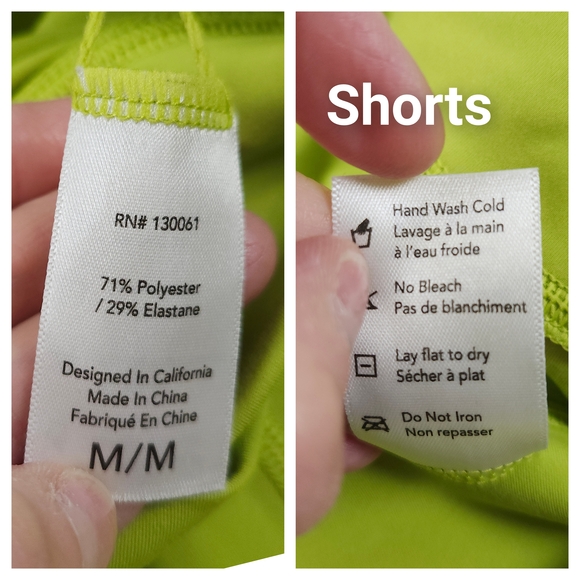 RN# 130061
71% Polyester
/ 29% Elastane
Designed In California
Made In China
Fabriqué En Chine
M/M
Shorts
Hand Wash Cold
Lavage à la main
à l'eau froide
No Bleach
Pas de blanchiment
Lay flat to dry
Sécher à plat
Do Not Iron
Non repasser